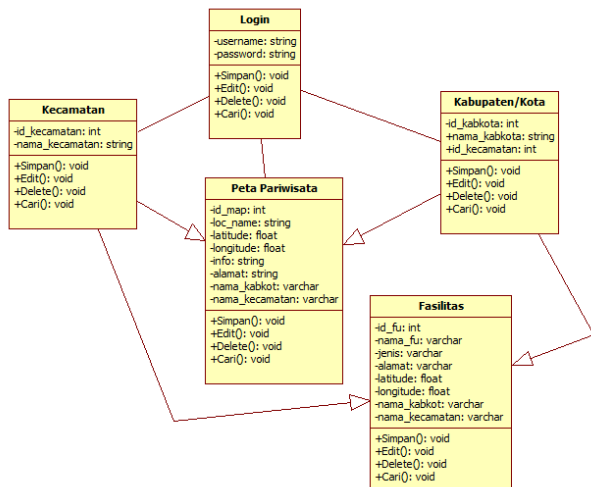 Login
-username: string
-password: string
+Simpan(): void
+Edit(): void
+Delete(): void
+Cari(): void
Kecamatan
-id_kecamatan: int
-nama_kecamatan: string
+Simpan(): void
+Edit(): void
+Delete(): void
+Cari(): void
Kabupaten/Kota
-id_kabkota: int
+nama_kabkota: string
+id_kecamatan: int
+Simpan(): void
+Edit(): void
+Delete(): void
+Cari(): void
Peta Pariwisata
-id_map: int
-loc_name: string
-latitude: float
-longitude: float
-info: string
-alamat: string
-nama_kabkot: varchar
-nama_kecamatan: varchar
+Simpan(): void
+Edit(): void
+Delete(): void
+Cari(): void
Fasilitas
-id_fu: int
-nama_fu: varchar
-jenis: varchar
-alamat: varchar
-latitude: float
-longitude: float
-nama_kabkot: varchar
-nama_kecamatan: varchar
+Simpan(): void
+Edit(): void
+Delete(): void
+Cari(): void